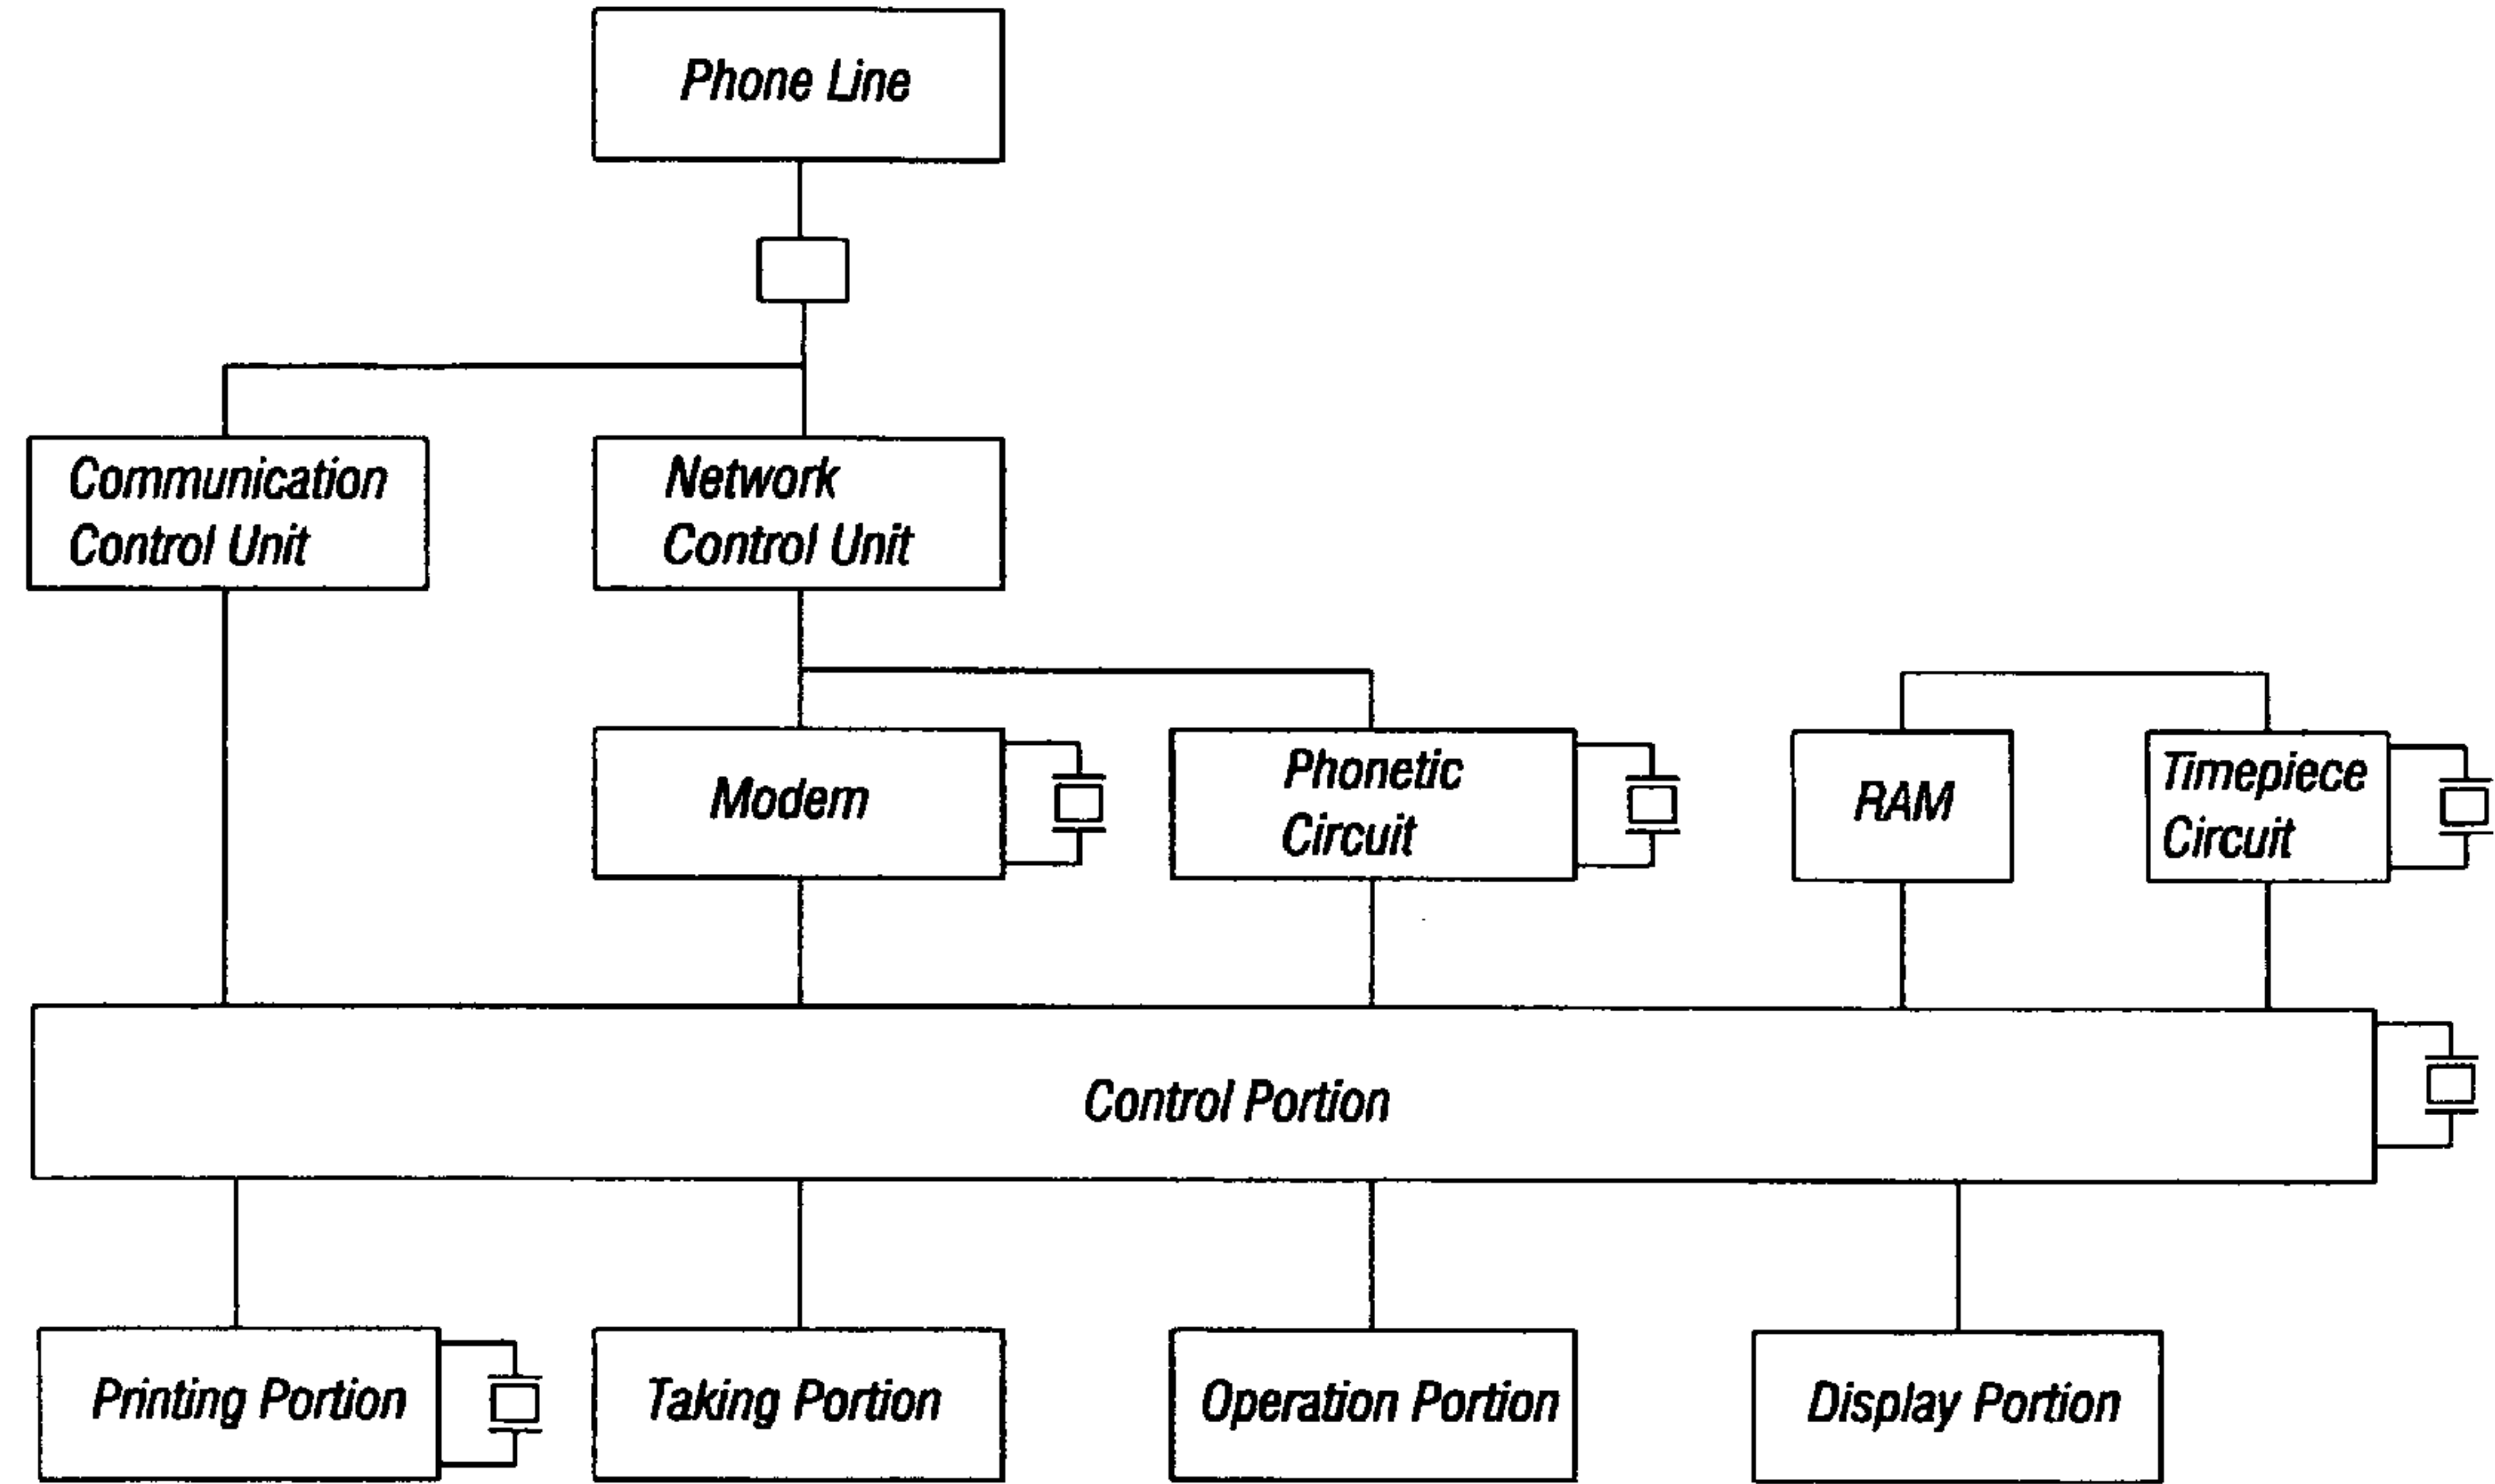 Phone Line
Communication
Control Unit
Network
Control Unit
Modem
Phonetic
Circuit
RAM
Timepiece
Circuit
Control Portion
Printing Portion
Taking Portion
Operation Portion
Display Portion